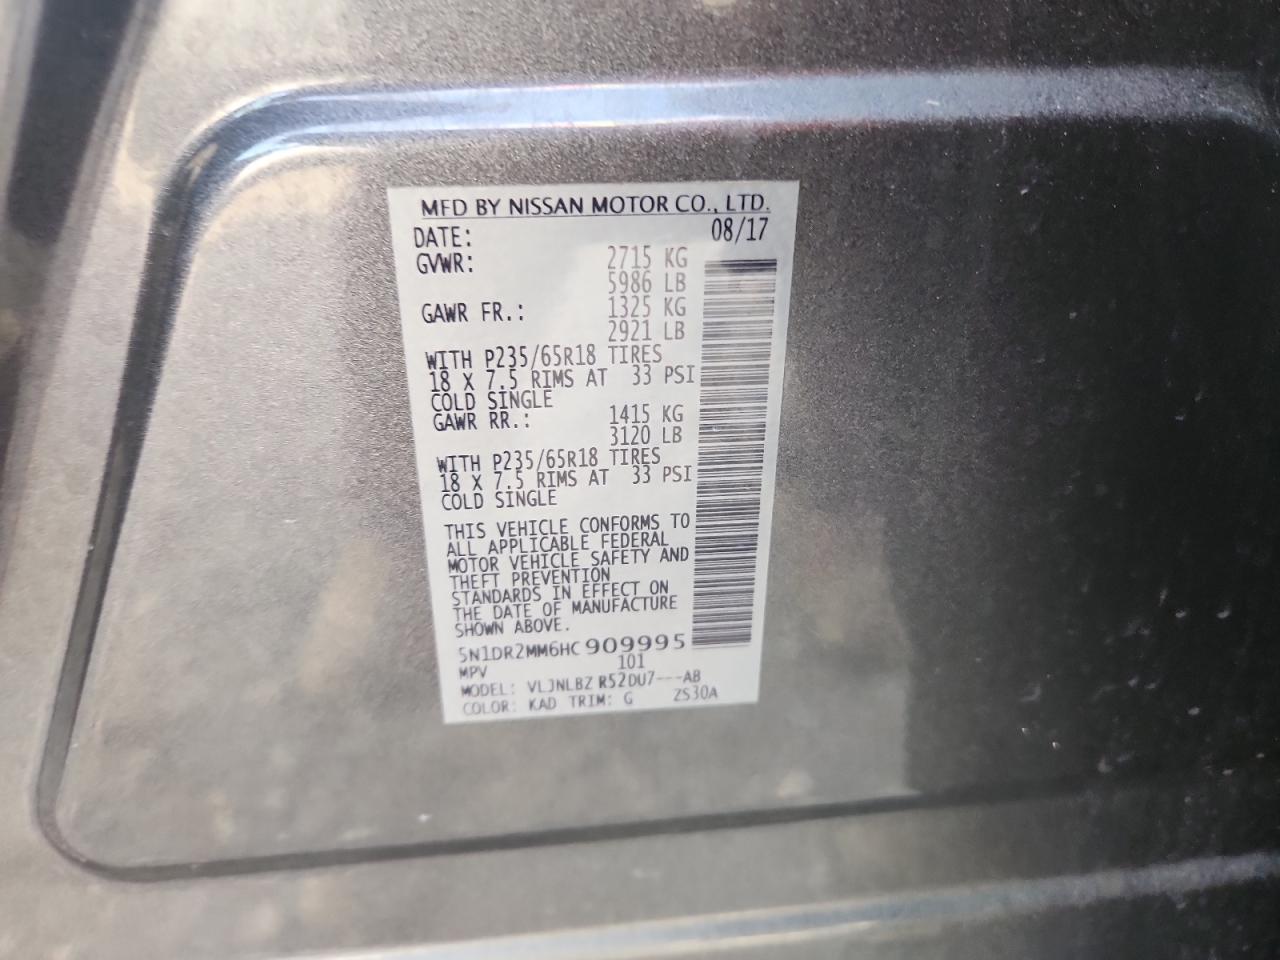 MFD BY NISSAN MOTOR CO., LTD.
DATE: 08/17
GVWR: 2715 KG
5986 LB
GAWR FR.: 1325 KG
2921 LB
WITH P235/65R18 TIRES
18 X 7.5 RIMS AT 33 PSI
COLD SINGLE
GAWR RR.: 1415 KG
3120 LB
WITH P235/65R18 TIRES
18 X 7.5 RIMS AT 33 PSI
COLD SINGLE
THIS VEHICLE CONFORMS TO
ALL APPLICABLE FEDERAL
MOTOR VEHICLE SAFETY AND
THEFT PREVENTION
STANDARDS IN EFFECT ON
THE DATE OF MANUFACTURE
SHOWN ABOVE.
5N1DR2MM6HC909995
MPV 101
MODEL: VLJNLBZ R52DU7---AB
COLOR: KAD TRIM: G ZS30A